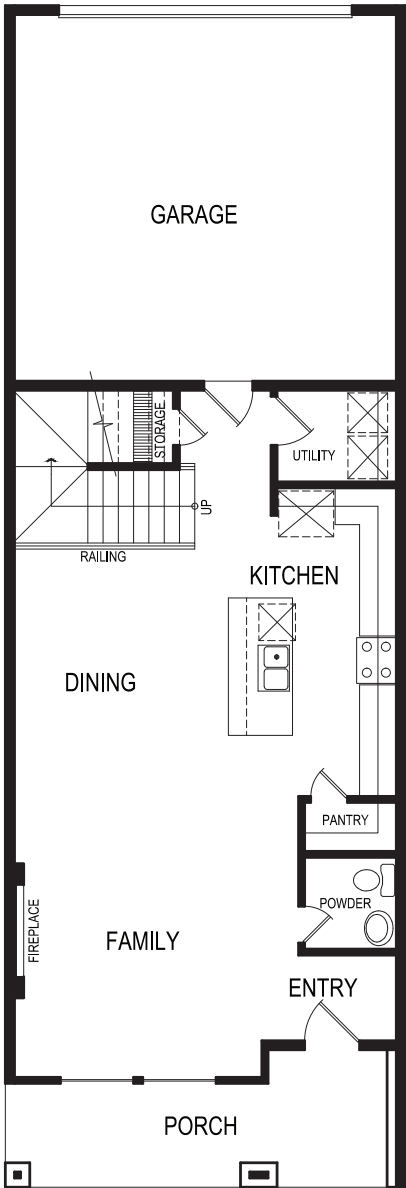 GARAGE
STORAGE
UTILITY
UP
RAILING
KITCHEN
DINING
PANTRY
POWDER
FIREPLACE
FAMILY
ENTRY
PORCH